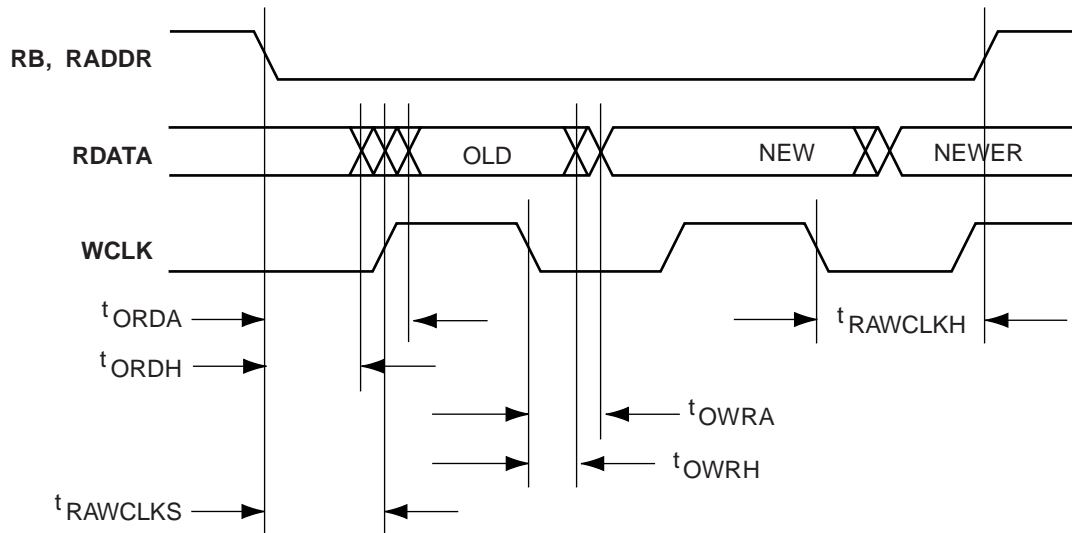 RB, RADDR
RDATA
OLD
NEW
NEWER
WCLK
tORDA
tRAWCLKH
tORDH
tOWRA
tOWRH
tRAWCLKS